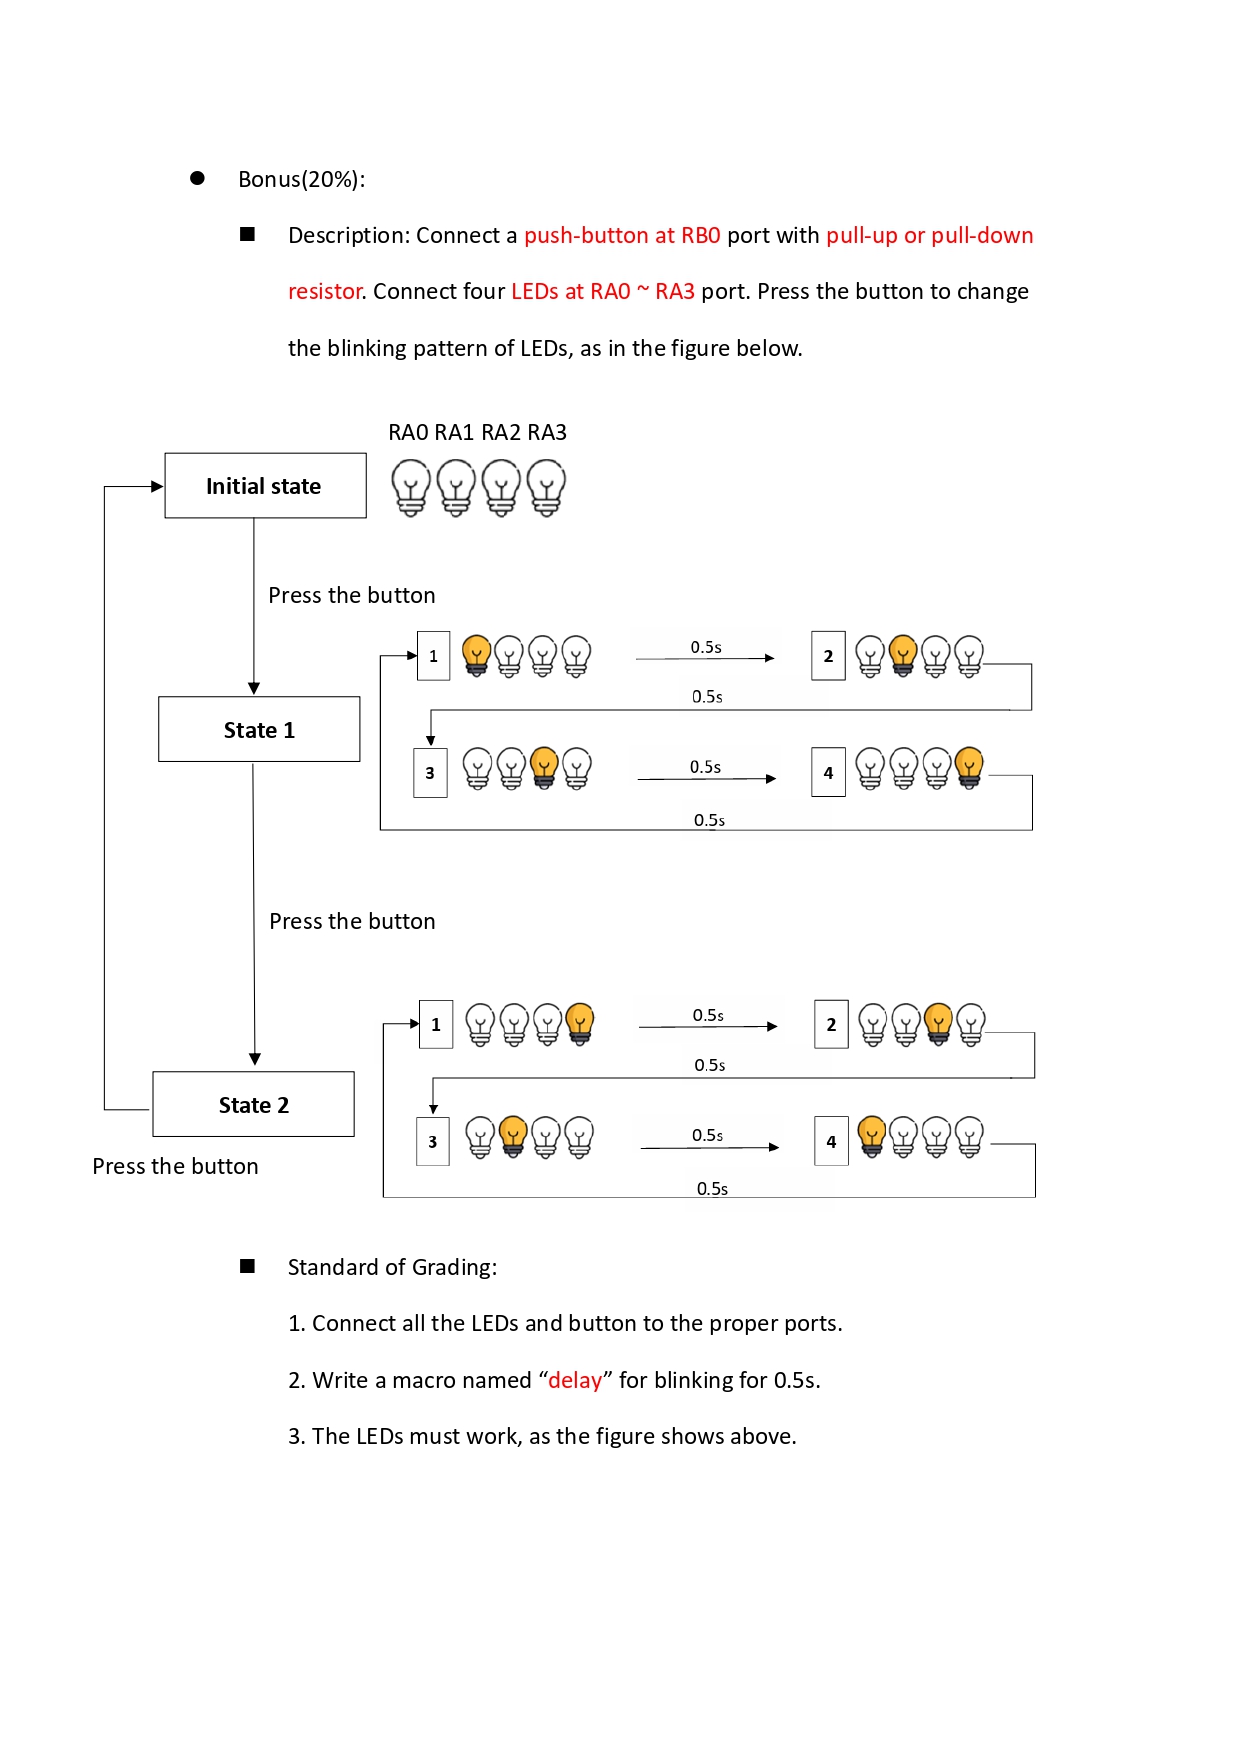 ● Bonus(20%):
■ Description: Connect a push-button at RB0 port with pull-up or pull-down
resistor. Connect four LEDs at RA0 ~ RA3 port. Press the button to change
the blinking pattern of LEDs, as in the figure below.
RA0 RA1 RA2 RA3
Initial state
Press the button
1
0.5s
2
0.5s
State 1
3
0.5s
4
0.5s
Press the button
1
0.5s
2
0.5s
State 2
3
0.5s
4
Press the button
0.5s
■ Standard of Grading:
1. Connect all the LEDs and button to the proper ports.
2. Write a macro named “delay” for blinking for 0.5s.
3. The LEDs must work, as the figure shows above.